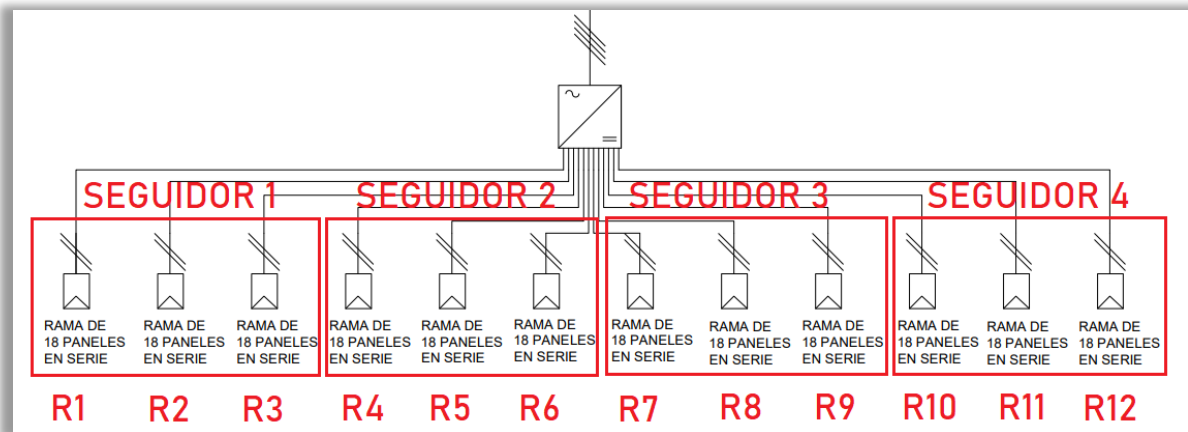 SEGUIDOR 1
SEGUIDOR 2
SEGUIDOR 3
SEGUIDOR 4
RAMA DE
18 PANELES
EN SERIE
RAMA DE
18 PANELES
EN SERIE
RAMA DE
18 PANELES
EN SERIE
RAMA DE
18 PANELES
EN SERIE
RAMA DE
18 PANELES
EN SERIE
RAMA DE
18 PANELES
EN SERIE
RAMA DE
18 PANELES
EN SERIE
RAMA DE
18 PANELES
EN SERIE
RAMA DE
18 PANELES
EN SERIE
RAMA DE
18 PANELES
EN SERIE
RAMA DE
18 PANELES
EN SERIE
RAMA DE
18 PANELES
EN SERIE
R1
R2
R3
R4
R5
R6
R7
R8
R9
R10
R11
R12